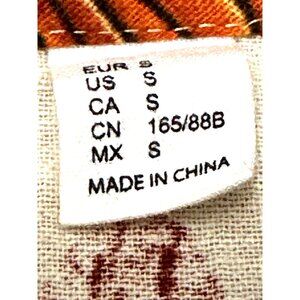 EUR S
US S
CA S
CN 165/88B
MX S
MADE IN CHINA